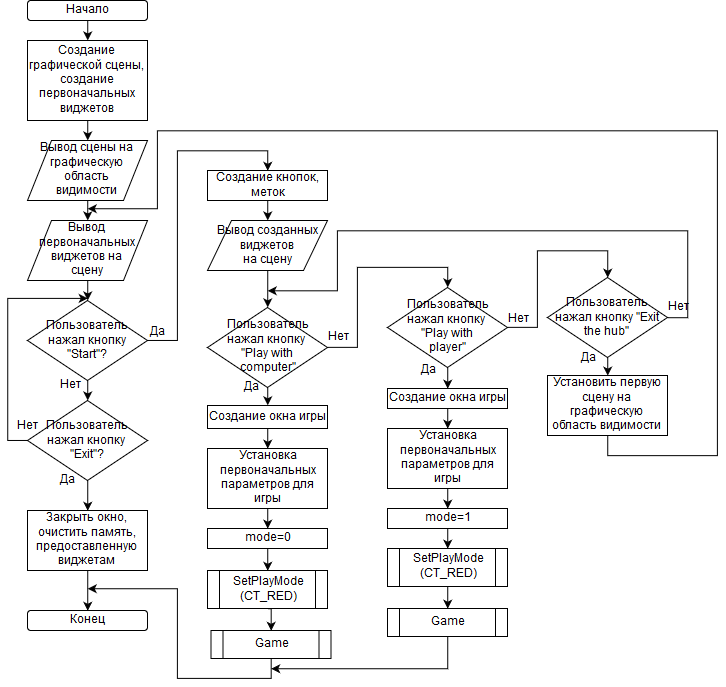 Начало
Создание
графической сцены,
создание
первоначальных
виджетов
Вывод сцены на
графическую
область
видимости
Вывод
первоначальных
виджетов на
сцену
Пользователь
нажал кнопку
"Start"?
Да
Нет
Пользователь
нажал кнопку
"Exit"?
Нет
Да
Закрыть окно,
очистить память,
предоставленную
виджетам
Конец
Создание кнопок,
меток
Вывод созданных
виджетов
на сцену
Пользователь
нажал кнопку
"Play with
computer"
Нет
Да
Создание окна игры
Установка
первоначальных
параметров для
игры
mode=0
SetPlayMode
(CT_RED)
Game
Пользователь
нажал кнопку
"Play with
player"
Нет
Да
Создание окна игры
Установка
первоначальных
параметров для
игры
mode=1
SetPlayMode
(CT_RED)
Game
Пользователь
нажал кнопку "Exit
the hub"
Нет
Да
Установить первую
сцену на
графическую
область видимости